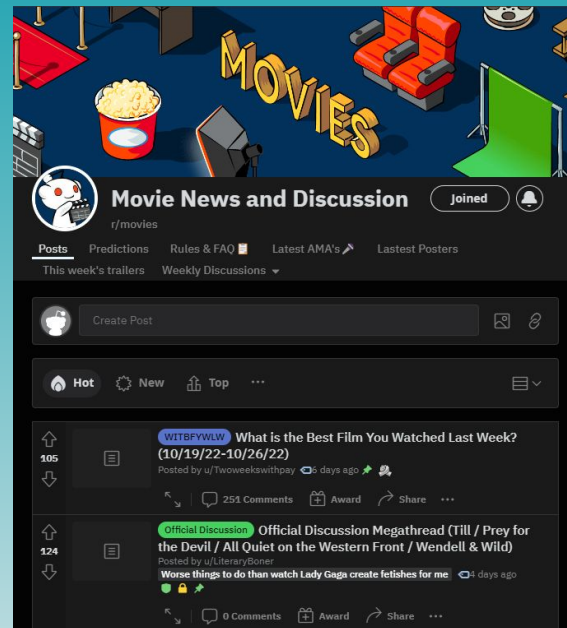 MOVIES
Movie News and Discussion
Joined
r/movies
Posts Predictions Rules & FAQ Latest AMA's Lastest Posters
This week's trailers Weekly Discussions
Create Post
Hot New Top ...
WITBFYWLW What is the Best Film You Watched Last Week?
(10/19/22-10/26/22)
105
Posted by u/Twoweekswithpay 6 days ago
251 Comments Award Share ...
Official Discussion Official Discussion Megathread (Till / Prey for
the Devil / All Quiet on the Western Front / Wendell & Wild)
124
Posted by u/LiteraryBoner
Worse things to do than watch Lady Gaga create fetishes for me 4 days ago
0 Comments Award Share ...